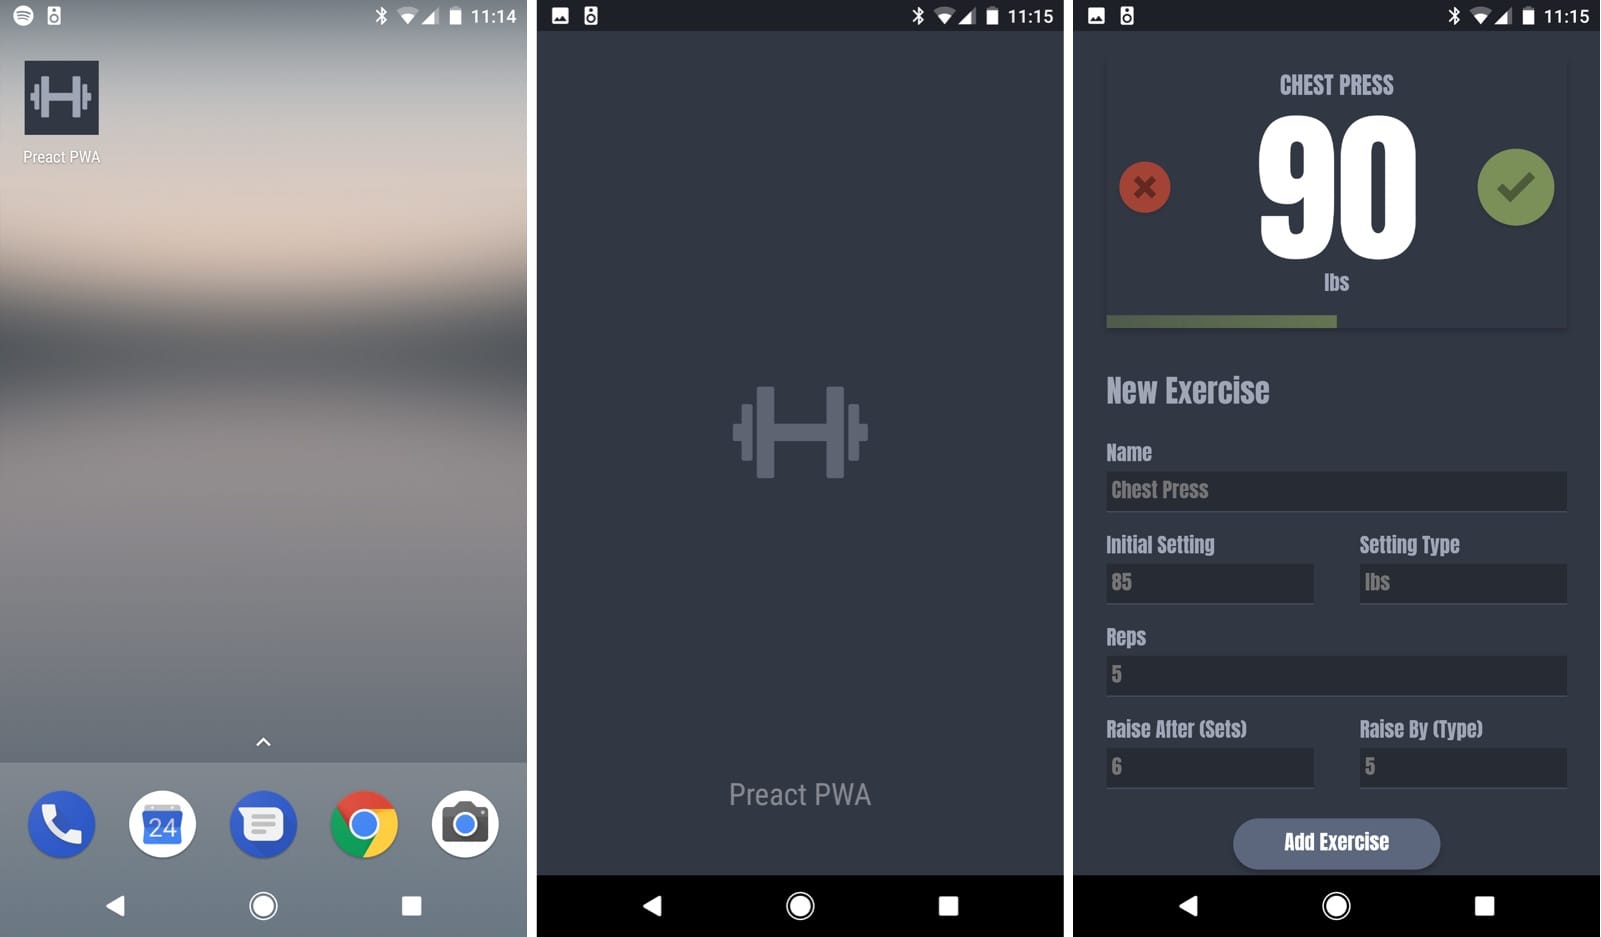 11:14
Preact PWA
24
11:15
Preact PWA
11:15
CHEST PRESS
90
lbs
New Exercise
Name
Chest Press
Initial Setting
Setting Type
85
lbs
Reps
5
Raise After (Sets)
Raise By (Type)
6
5
Add Exercise